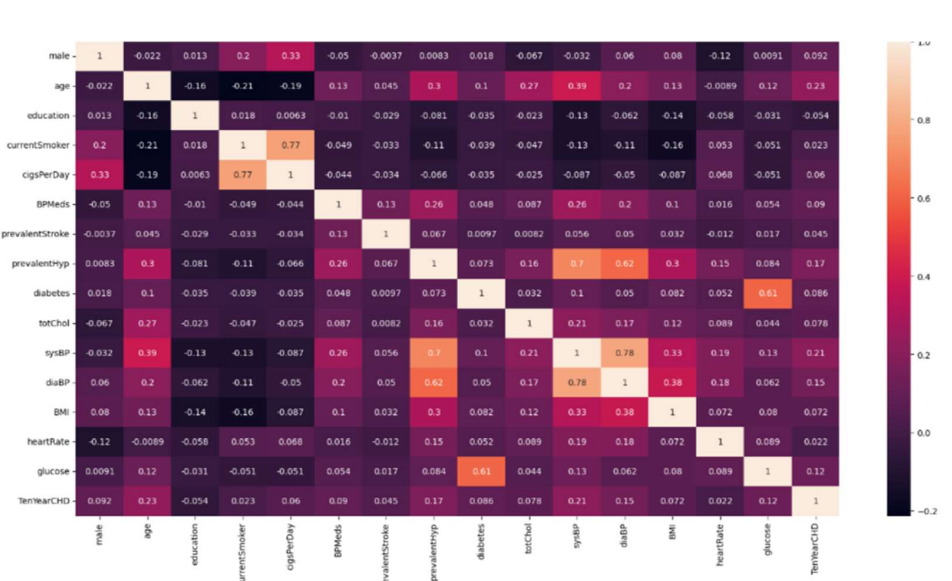 male 1 -0.022 0.013 0.2 0.33 -0.05 -0.0037 0.0083 0.018 -0.067 -0.032 0.06 0.08 -0.12 0.0091 0.092
age -0.022 1 -0.16 -0.21 -0.19 0.13 0.045 0.3 0.1 0.27 0.39 0.2 0.13 -0.0089 0.12 0.23
education 0.013 -0.16 1 0.018 0.0063 -0.01 -0.029 -0.081 -0.035 -0.023 -0.13 -0.062 -0.14 -0.058 -0.031 -0.054
currentSmoker 0.2 -0.21 0.018 1 0.77 -0.049 -0.033 -0.11 -0.039 -0.047 -0.13 -0.11 -0.16 0.053 -0.051 0.023
cigsPerDay 0.33 -0.19 0.0063 0.77 1 -0.044 -0.034 -0.066 -0.035 -0.025 -0.087 -0.05 -0.087 0.068 -0.051 0.06
BPMeds -0.05 0.13 -0.01 -0.049 -0.044 1 0.13 0.26 0.048 0.087 0.26 0.2 0.1 0.016 0.054 0.09
prevalentStroke -0.0037 0.045 -0.029 -0.033 -0.034 0.13 1 0.067 0.0097 0.0082 0.056 0.05 0.032 -0.012 0.017 0.045
prevalentHyp 0.0083 0.3 -0.081 -0.11 -0.066 0.26 0.067 1 0.073 0.16 0.7 0.62 0.3 0.15 0.084 0.17
diabetes 0.018 0.1 -0.035 -0.039 -0.035 0.048 0.0097 0.073 1 0.032 0.1 0.05 0.082 0.052 0.61 0.086
totChol -0.067 0.27 -0.023 -0.047 -0.025 0.087 0.0082 0.16 0.032 1 0.21 0.17 0.12 0.089 0.044 0.078
sysBP -0.032 0.39 -0.13 -0.13 -0.087 0.26 0.056 0.7 0.1 0.21 1 0.78 0.33 0.19 0.13 0.21
diaBP 0.06 0.2 -0.062 -0.11 -0.05 0.2 0.05 0.62 0.05 0.17 0.78 1 0.38 0.18 0.062 0.15
BMI 0.08 0.13 -0.14 -0.16 -0.087 0.1 0.032 0.3 0.082 0.12 0.33 0.38 1 0.072 0.08 0.072
heartRate -0.12 -0.0089 -0.058 0.053 0.068 0.016 -0.012 0.15 0.052 0.089 0.19 0.18 0.072 1 0.089 0.022
glucose 0.0091 0.12 -0.031 -0.051 -0.051 0.054 0.017 0.084 0.61 0.044 0.13 0.062 0.08 0.089 1 0.12
TenYearCHD 0.092 0.23 -0.054 0.023 0.06 0.09 0.045 0.17 0.086 0.078 0.21 0.15 0.072 0.022 0.12 1
male age education urrentSmoker cigsPerDay BPMeds evalentStroke prevalentHyp diabetes totChol sysBP diaBP BMI heartRate glucose TenYearCHD
1.0
0.8
0.6
0.4
0.2
0.0
-0.2